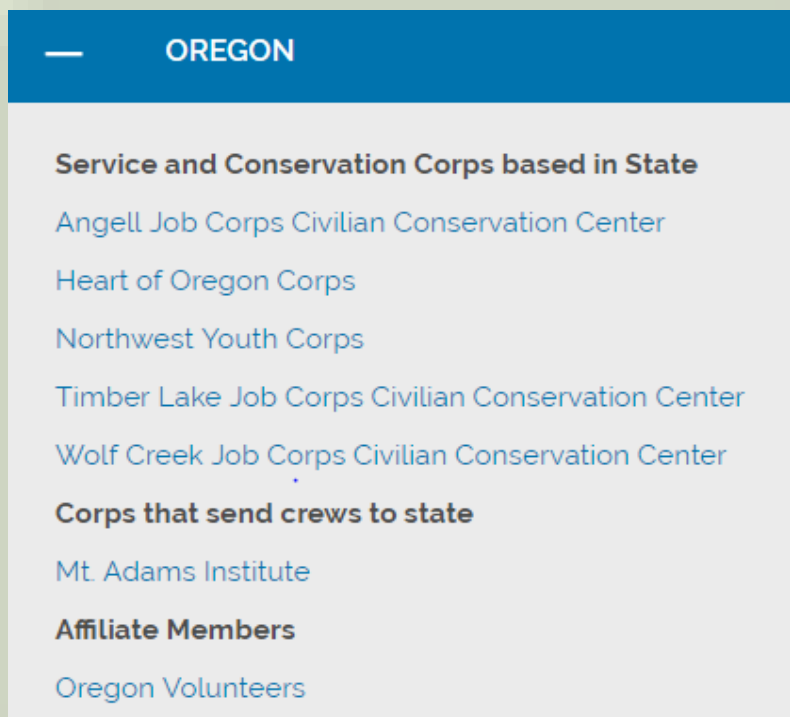 OREGON
Service and Conservation Corps based in State
Angell Job Corps Civilian Conservation Center
Heart of Oregon Corps
Northwest Youth Corps
Timber Lake Job Corps Civilian Conservation Center
Wolf Creek Job Corps Civilian Conservation Center
Corps that send crews to state
Mt. Adams Institute
Affiliate Members
Oregon Volunteers